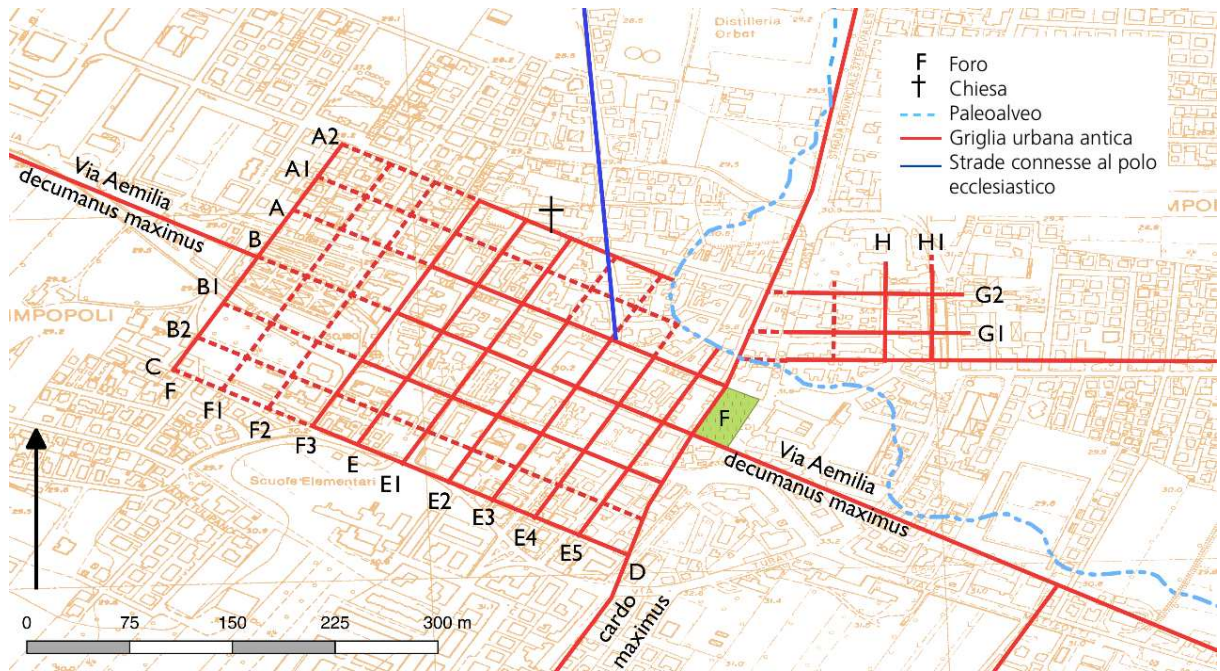 Distilleria
Orbat
F Foro
Chiesa
Paleoalveo
Griglia urbana antica
Strade connesse al polo
ecclesiastico
IMPOPOLI
A2
A1
A
Via Aemilia
decumanus maximus
B
B1
B2
C
IMPOPOLI
F
F1
F2
F3
E
E1
E2
E3
E4
E5
D
H
H1
G2
G1
F
Via Aemilia
decumanus maximus
Scuole Elementari
cardo
maximus
0 75 150 225 300 m